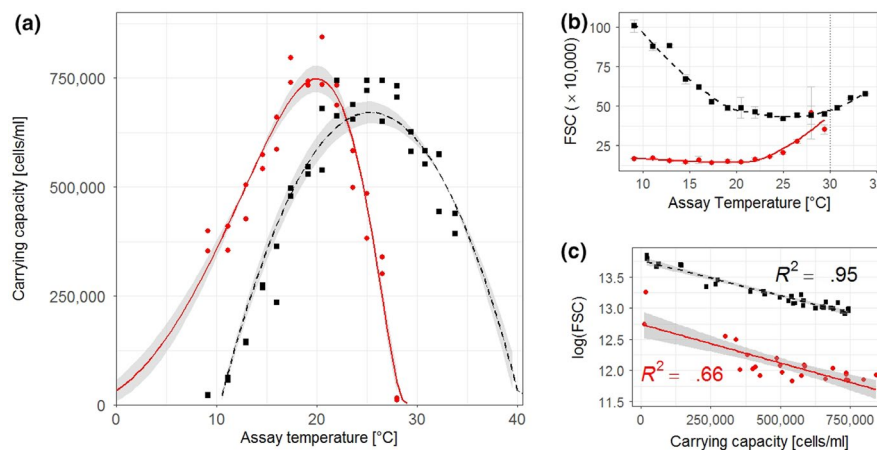 (a)
Carrying capacity [cells/ml]
750,000
500,000
250,000
0
0
10
20
30
40
Assay temperature [°C]
(b)
FSC (× 10,000)
100
75
50
25
10
15
20
25
30
Assay Temperature [°C]
(c)
log(FSC)
13.5
13.0
12.5
12.0
11.5
R² = .95
R² = .66
0
250,000
500,000
750,000
Carrying capacity [cells/ml]